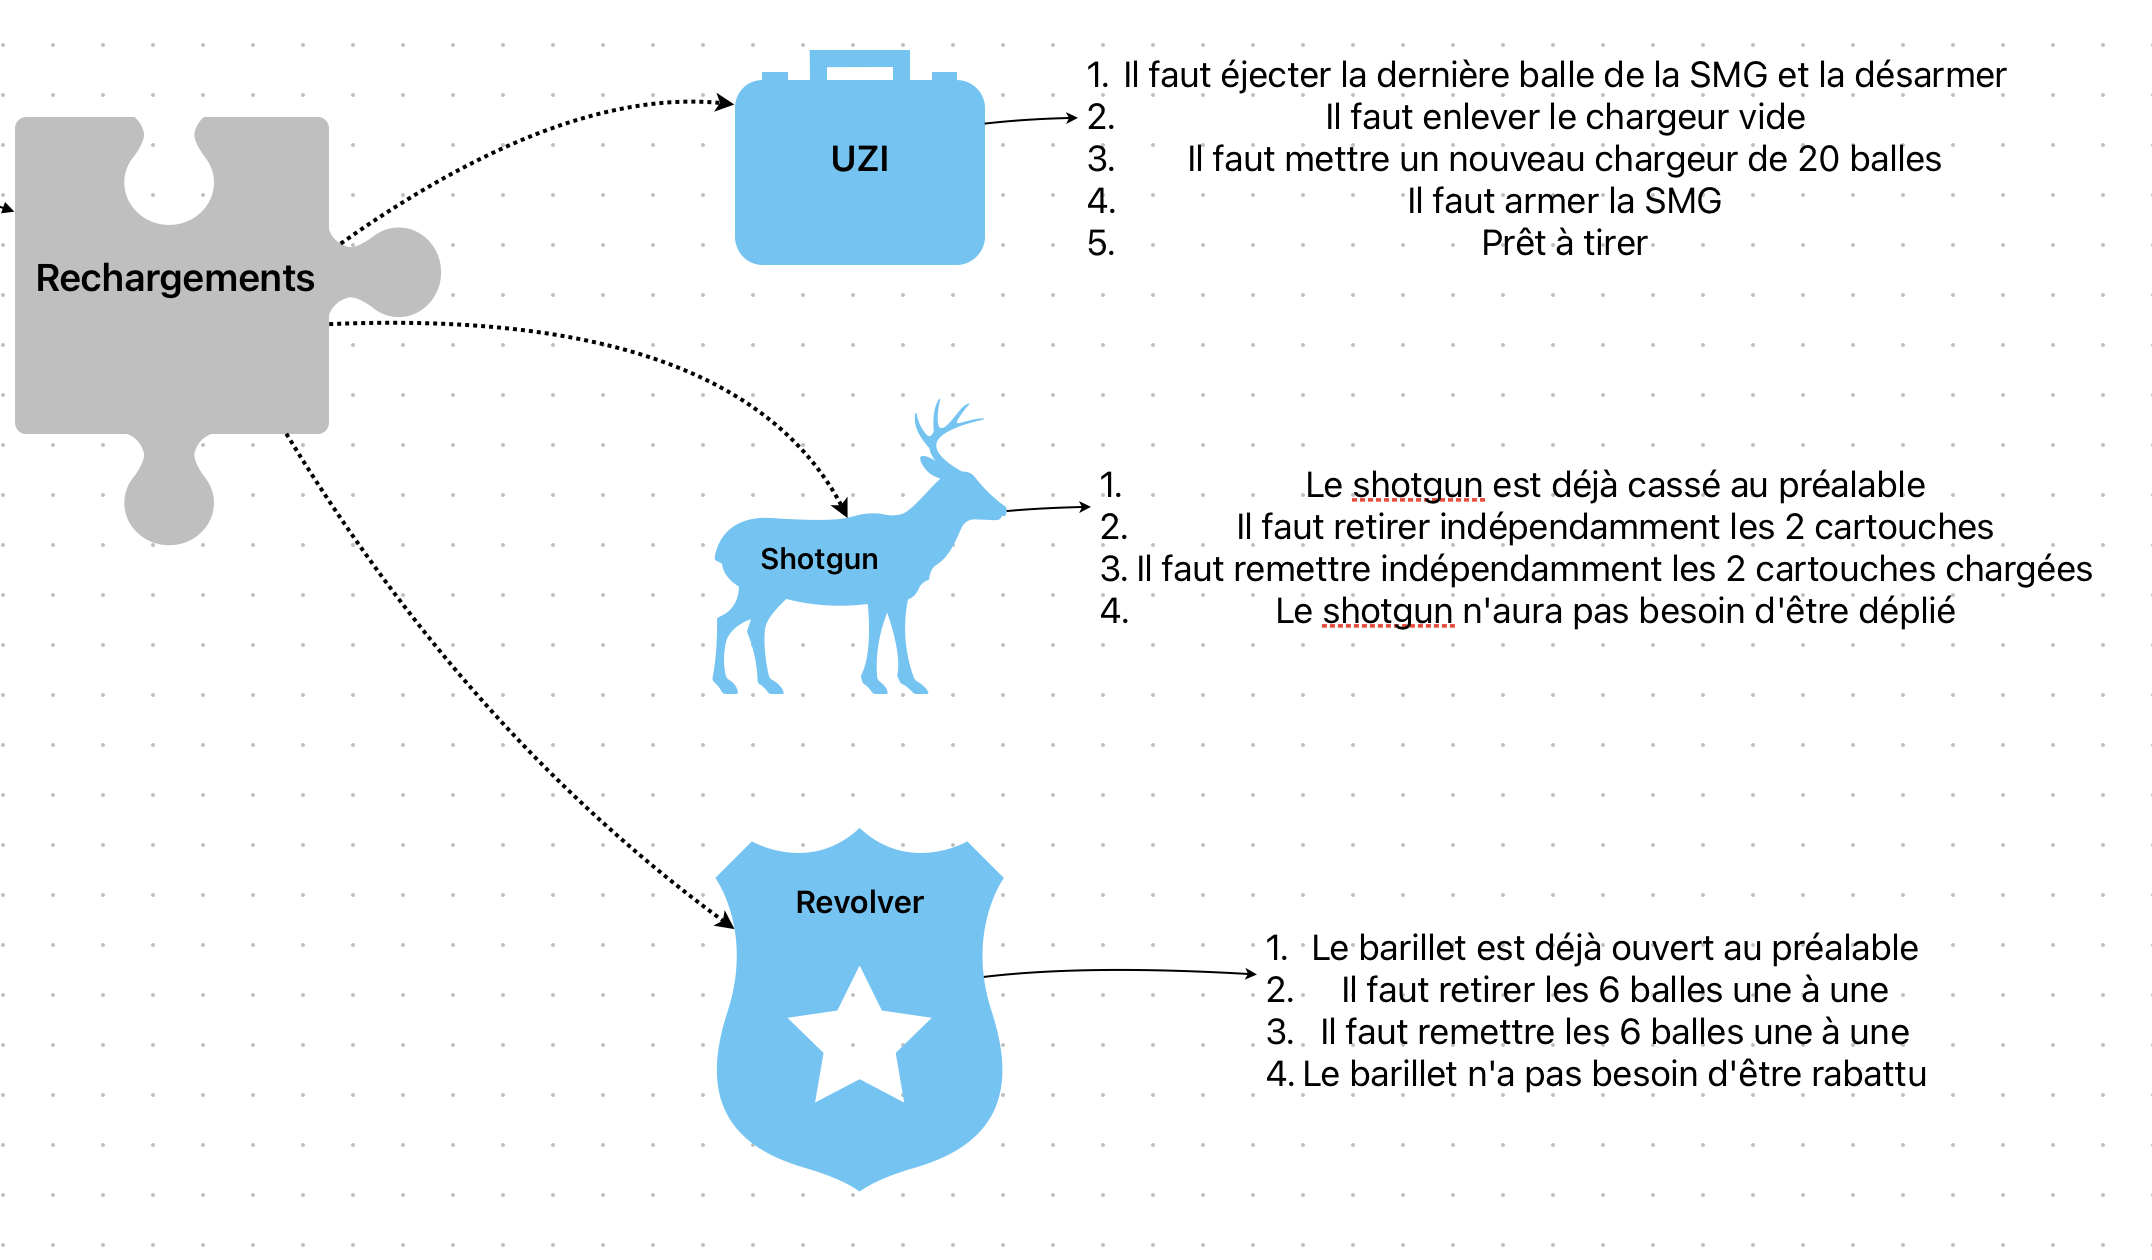 Rechargements
UZI
1. Il faut éjecter la dernière balle de la SMG et la désarmer
2. Il faut enlever le chargeur vide
3. Il faut mettre un nouveau chargeur de 20 balles
4. Il faut armer la SMG
5. Prêt à tirer
Shotgun
1. Le shotgun est déjà cassé au préalable
2. Il faut retirer indépendamment les 2 cartouches
3. Il faut remettre indépendamment les 2 cartouches chargées
4. Le shotgun n'aura pas besoin d'être déplié
Revolver
1. Le barillet est déjà ouvert au préalable
2. Il faut retirer les 6 balles une à une
3. Il faut remettre les 6 balles une à une
4. Le barillet n'a pas besoin d'être rabattu